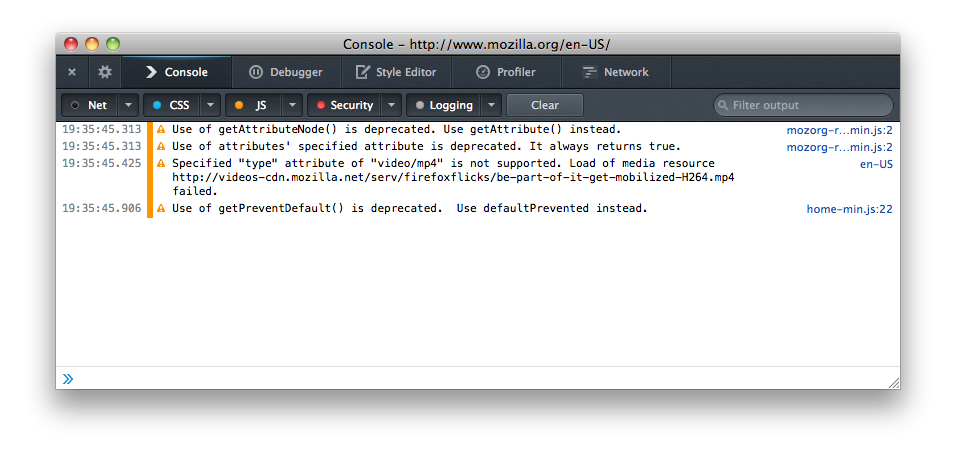 Console – http://www.mozilla.org/en-US/
Console Debugger Style Editor Profiler Network
Net CSS JS Security Logging Clear Filter output
19:35:45.313 Use of getAttributeNode() is deprecated. Use getAttribute() instead. mozorg-r…min.js:2
19:35:45.313 Use of attributes' specified attribute is deprecated. It always returns true. mozorg-r…min.js:2
19:35:45.425 Specified "type" attribute of "video/mp4" is not supported. Load of media resource en-US
http://videos-cdn.mozilla.net/serv/firefoxflicks/be-part-of-it-get-mobilized-H264.mp4
failed.
19:35:45.906 Use of getPreventDefault() is deprecated.  Use defaultPrevented instead. home-min.js:22